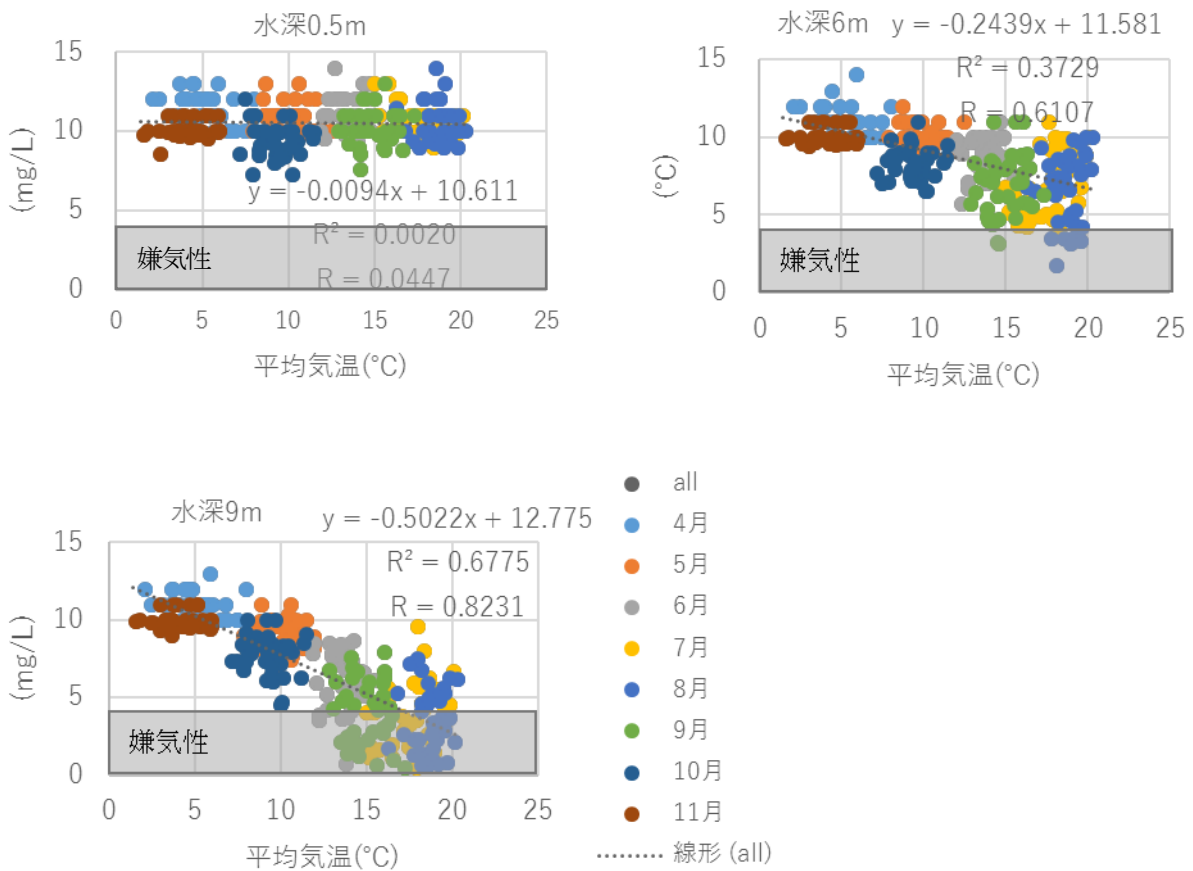 水深0.5m
15
10
5
0
(mg/L)
y = -0.0094x + 10.611
R² = 0.0020
R = 0.0447
嫌気性
0 5 10 15 20 25
平均気温(°C)
水深6m y = -0.2439x + 11.581
R² = 0.3729
R = 0.6107
15
10
5
0
(°C)
嫌気性
0 5 10 15 20 25
平均気温(°C)
水深9m y = -0.5022x + 12.775
R² = 0.6775
R = 0.8231
15
10
5
0
(mg/L)
嫌気性
0 5 10 15 20 25
平均気温(°C)
all
4月
5月
6月
7月
8月
9月
10月
11月
線形 (all)